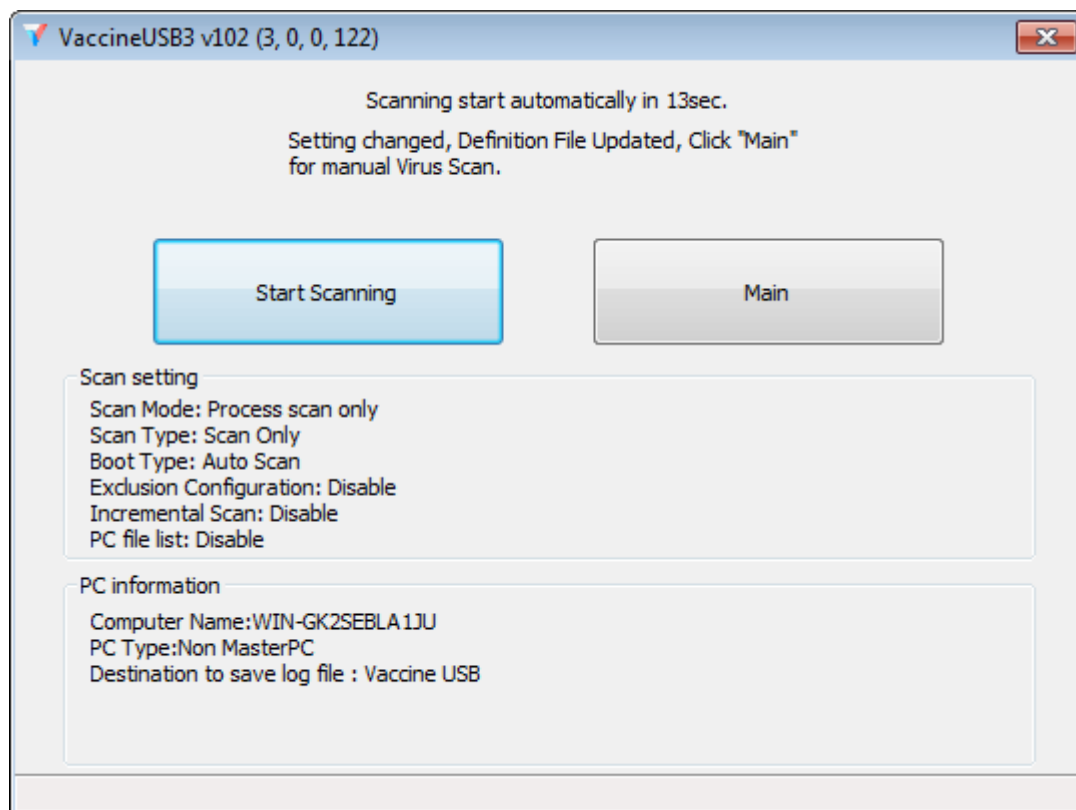 VaccineUSB3 v102 (3, 0, 0, 122)
Scanning start automatically in 13sec.
Setting changed, Definition File Updated, Click "Main"
for manual Virus Scan.
Start Scanning
Main
Scan setting
Scan Mode: Process scan only
Scan Type: Scan Only
Boot Type: Auto Scan
Exclusion Configuration: Disable
Incremental Scan: Disable
PC file list: Disable
PC information
Computer Name:WIN-GK2SEBLA1JU
PC Type:Non MasterPC
Destination to save log file : Vaccine USB